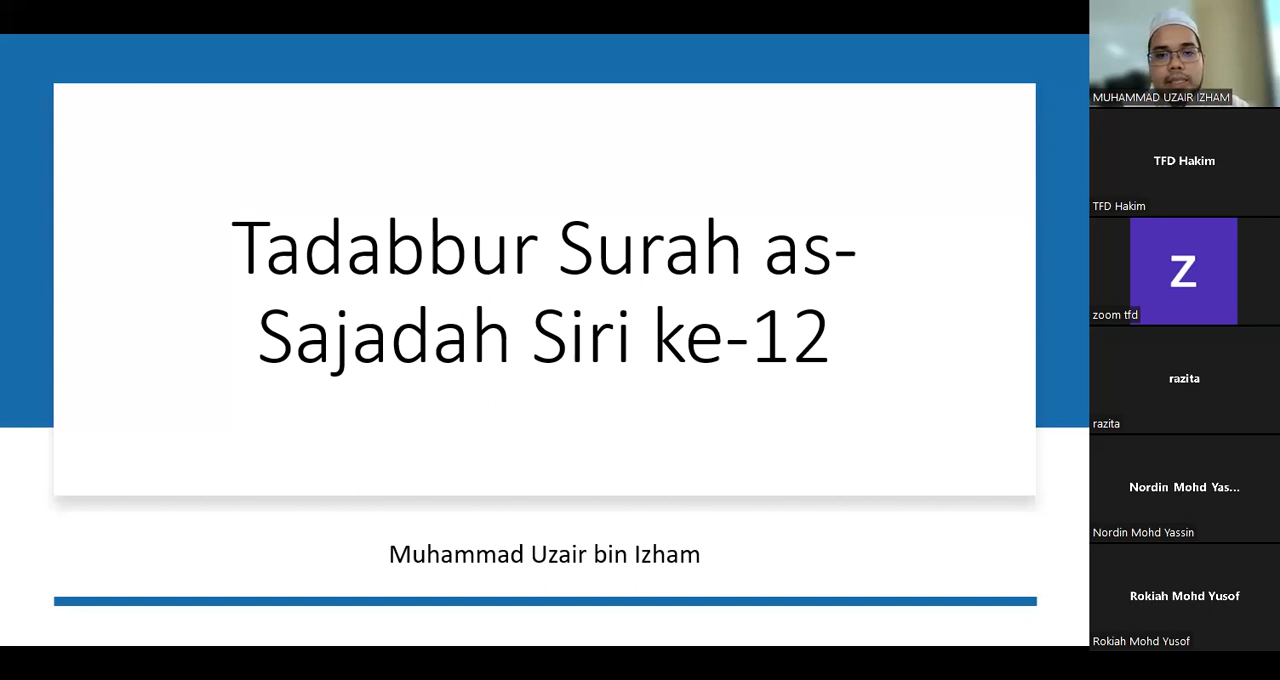 Tadabbur Surah as-
Sajadah Siri ke-12
Muhammad Uzair bin Izham
MUHAMMAD UZAIR IZHAM
TFD Hakim
TFD Hakim
Z
zoom tfd
razita
razita
Nordin Mohd Yas...
Nordin Mohd Yassin
Rokiah Mohd Yusof
Rokiah Mohd Yusof